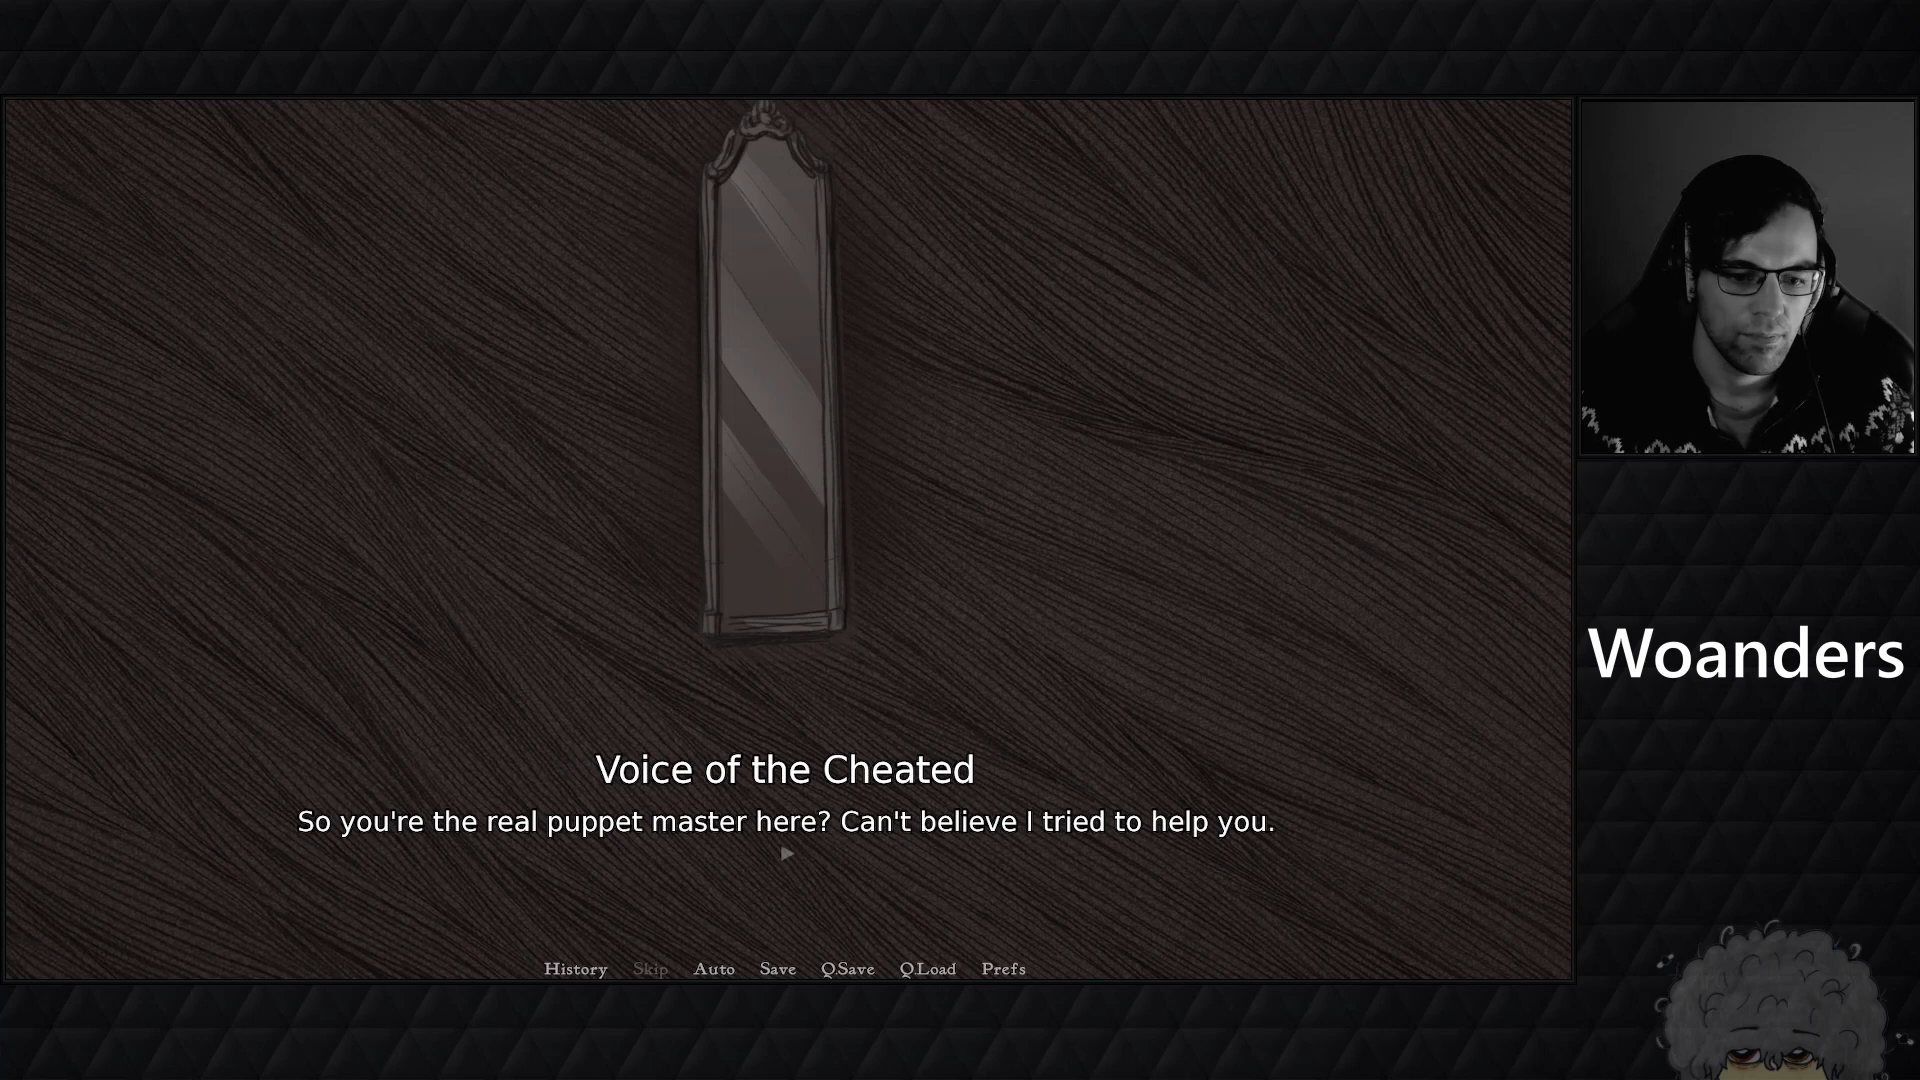 Woanders
Voice of the Cheated
So you're the real puppet master here? Can't believe I tried to help you.
History Skip Auto Save Q.Save Q.Load Prefs